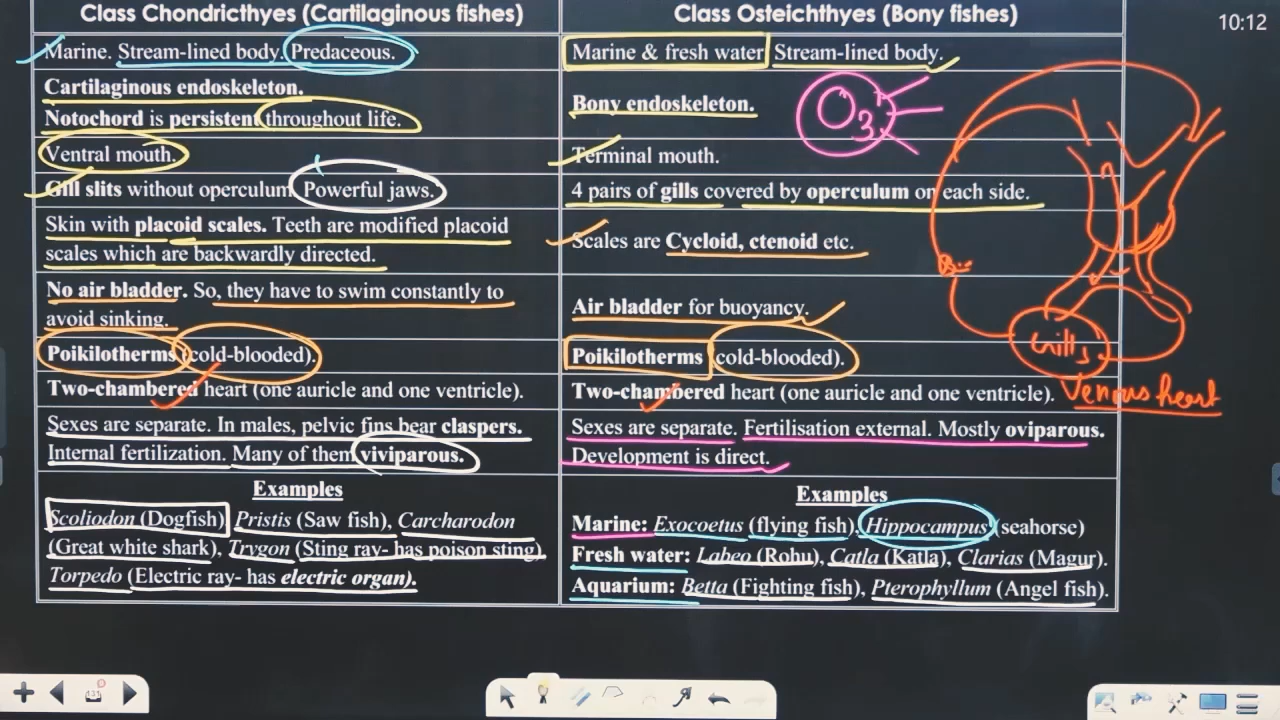 Class Chondricthyes (Cartilaginous fishes)
Class Osteichthyes (Bony fishes)
10:12
Marine. Stream-lined body. Predaceous.
Marine & fresh water Stream-lined body.
Cartilaginous endoskeleton.
Notochord is persistent throughout life.
Bony endoskeleton.
O3
Ventral mouth.
Terminal mouth.
Gill slits without operculum Powerful jaws.
4 pairs of gills covered by operculum on each side.
Skin with placoid scales. Teeth are modified placoid
scales which are backwardly directed.
Scales are Cycloid, ctenoid etc.
No air bladder. So, they have to swim constantly to
avoid sinking.
Air bladder for buoyancy.
Gills
Poikilotherms (cold-blooded).
Poikilotherms (cold-blooded).
Two-chambered heart (one auricle and one ventricle).
Two-chambered heart (one auricle and one ventricle).
Venous heart
Sexes are separate. In males, pelvic fins bear claspers.
Internal fertilization. Many of them viviparous.
Sexes are separate. Fertilisation external. Mostly oviparous.
Development is direct.
Examples
Scoliodon (Dogfish), Pristis (Saw fish), Carcharodon
(Great white shark), Trygon (Sting ray- has poison sting),
Torpedo (Electric ray- has electric organ).
Examples
Marine: Exocoetus (flying fish), Hippocampus (seahorse)
Fresh water: Labeo (Rohu), Catla (Katla), Clarias (Magur).
Aquarium: Betta (Fighting fish), Pterophyllum (Angel fish).